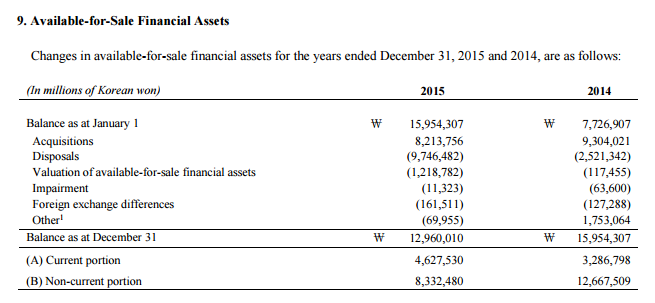 9. Available-for-Sale Financial Assets
Changes in available-for-sale financial assets for the years ended December 31, 2015 and 2014, are as follows:
(In millions of Korean won) 2015 2014
Balance as at January 1 ₩ 15,954,307 ₩ 7,726,907
Acquisitions 8,213,756 9,304,021
Disposals (9,746,482) (2,521,342)
Valuation of available-for-sale financial assets (1,218,782) (117,455)
Impairment (11,323) (63,600)
Foreign exchange differences (161,511) (127,288)
Other¹ (69,955) 1,753,064
Balance as at December 31 ₩ 12,960,010 ₩ 15,954,307
(A) Current portion 4,627,530 3,286,798
(B) Non-current portion 8,332,480 12,667,509